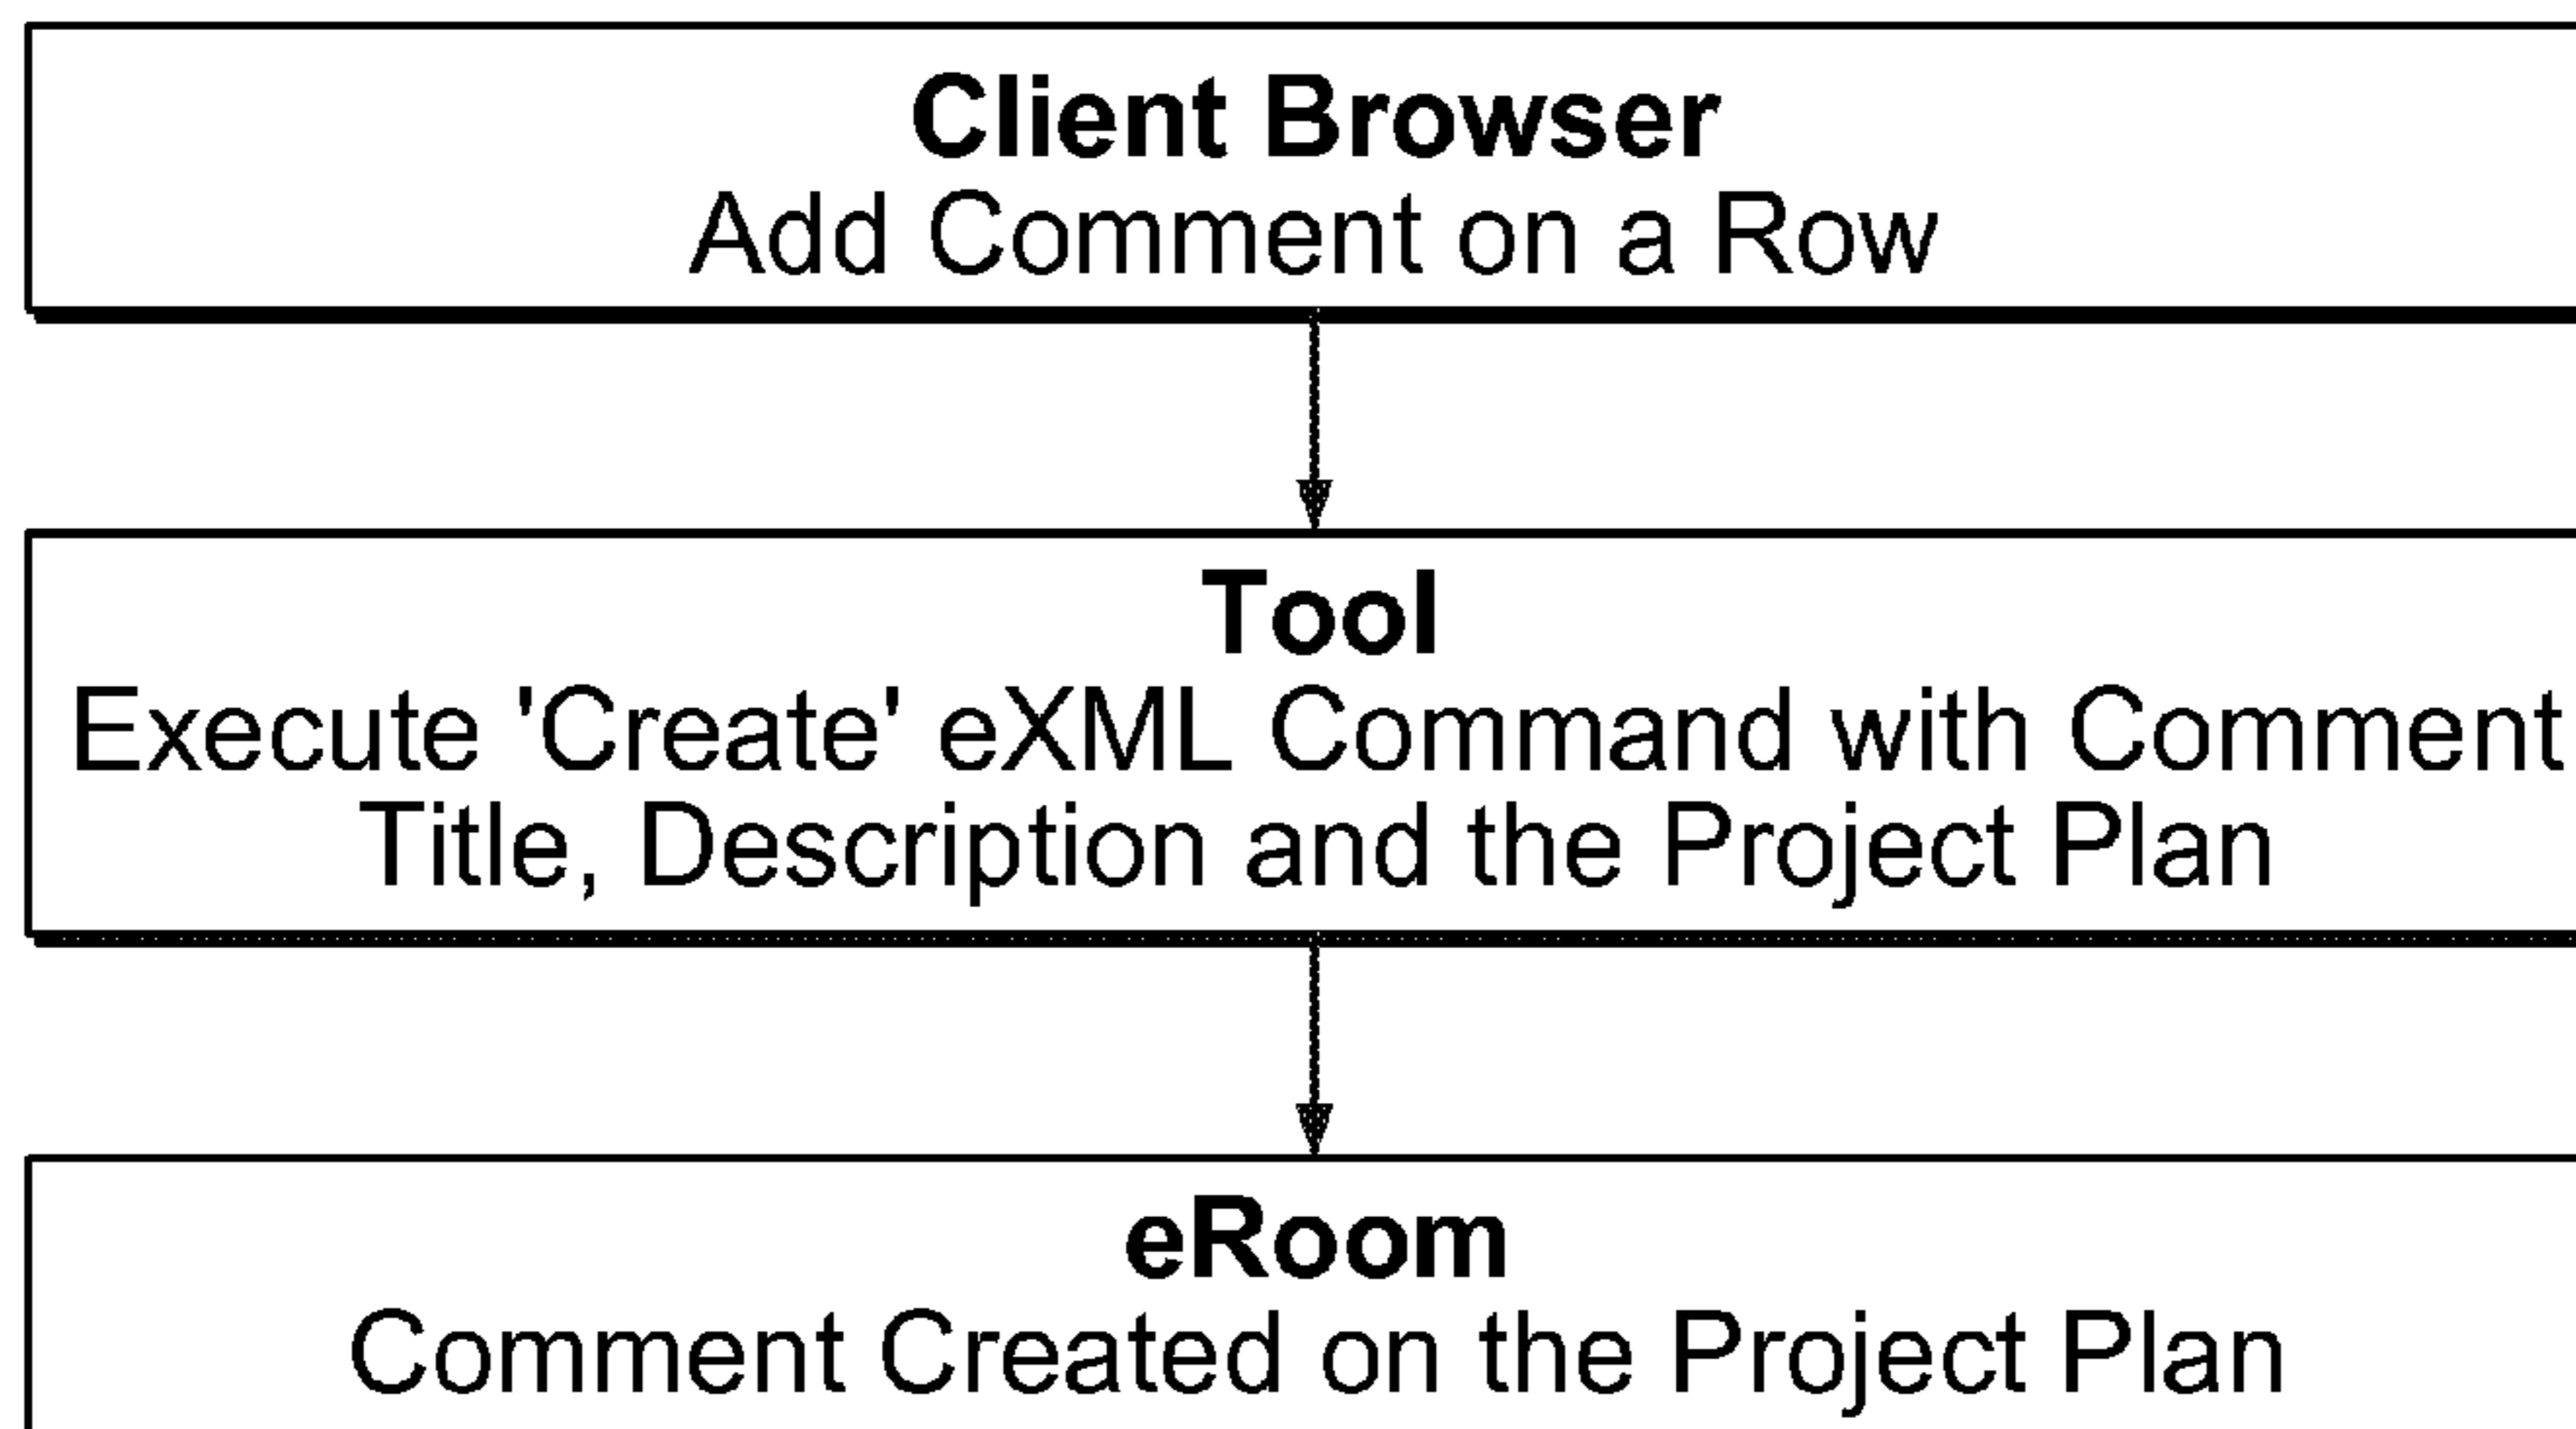 Client Browser
Add Comment on a Row
Tool
Execute 'Create' eXML Command with Comment
Title, Description and the Project Plan
eRoom
Comment Created on the Project Plan